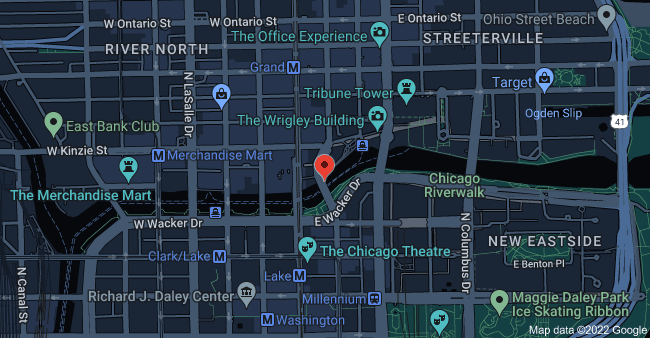 W Ontario St
W Ontario St
E Ontario St
Ohio Street Beach
The Office Experience
STREETERVILLE
RIVER NORTH
Grand M
Target
Tribune Tower
N LaSalle Dr
Ogden Slip
The Wrigley Building
East Bank Club
41
W Kinzie St
M Merchandise Mart
Chicago
Riverwalk
The Merchandise Mart
E Wacker Dr
W Wacker Dr
N Columbus Dr
NEW EASTSIDE
Clark/Lake M
The Chicago Theatre
E Benton Pl
N Canal St
Lake M
Richard J. Daley Center
Millennium
Maggie Daley Park
Ice Skating Ribbon
M Washington
Map data ©2022 Google